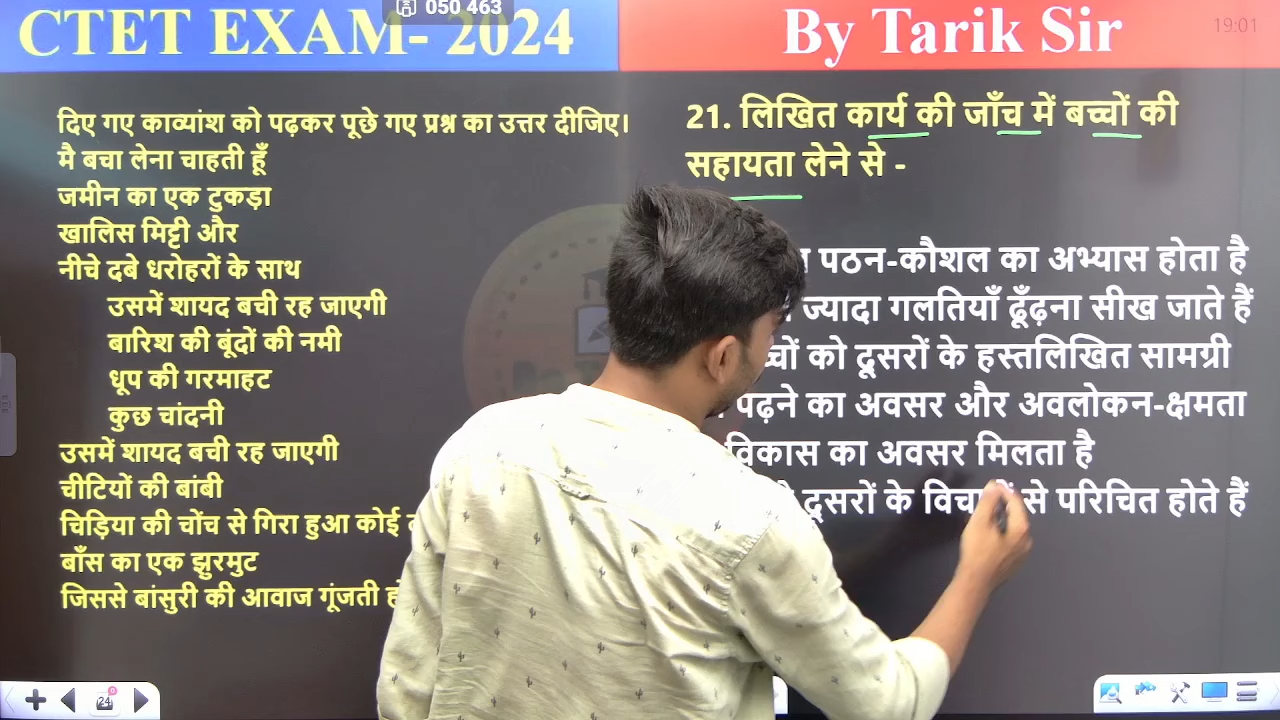 CTET EXAM- 2024
050 463
By Tarik Sir
19:01
दिए गए काव्यांश को पढ़कर पूछे गए प्रश्न का उत्तर दीजिए।
मै बचा लेना चाहती हूँ
जमीन का एक टुकड़ा
खालिस मिट्टी और
नीचे दबे धरोहरों के साथ
उसमें शायद बची रह जाएगी
बारिश की बूंदों की नमी
धूप की गरमाहट
कुछ चांदनी
उसमें शायद बची रह जाएगी
चीटियों की बांबी
चिड़िया की चोंच से गिरा हुआ कोई
बाँस का एक झुरमुट
जिससे बांसुरी की आवाज गूंजती
21. लिखित कार्य की जाँच में बच्चों की
सहायता लेने से -
पठन-कौशल का अभ्यास होता है
ज्यादा गलतियाँ ढूँढ़ना सीख जाते हैं
को दूसरों के हस्तलिखित सामग्री
पढ़ने का अवसर और अवलोकन-क्षमता
विकास का अवसर मिलता है
दूसरों के से परिचित होते हैं
24